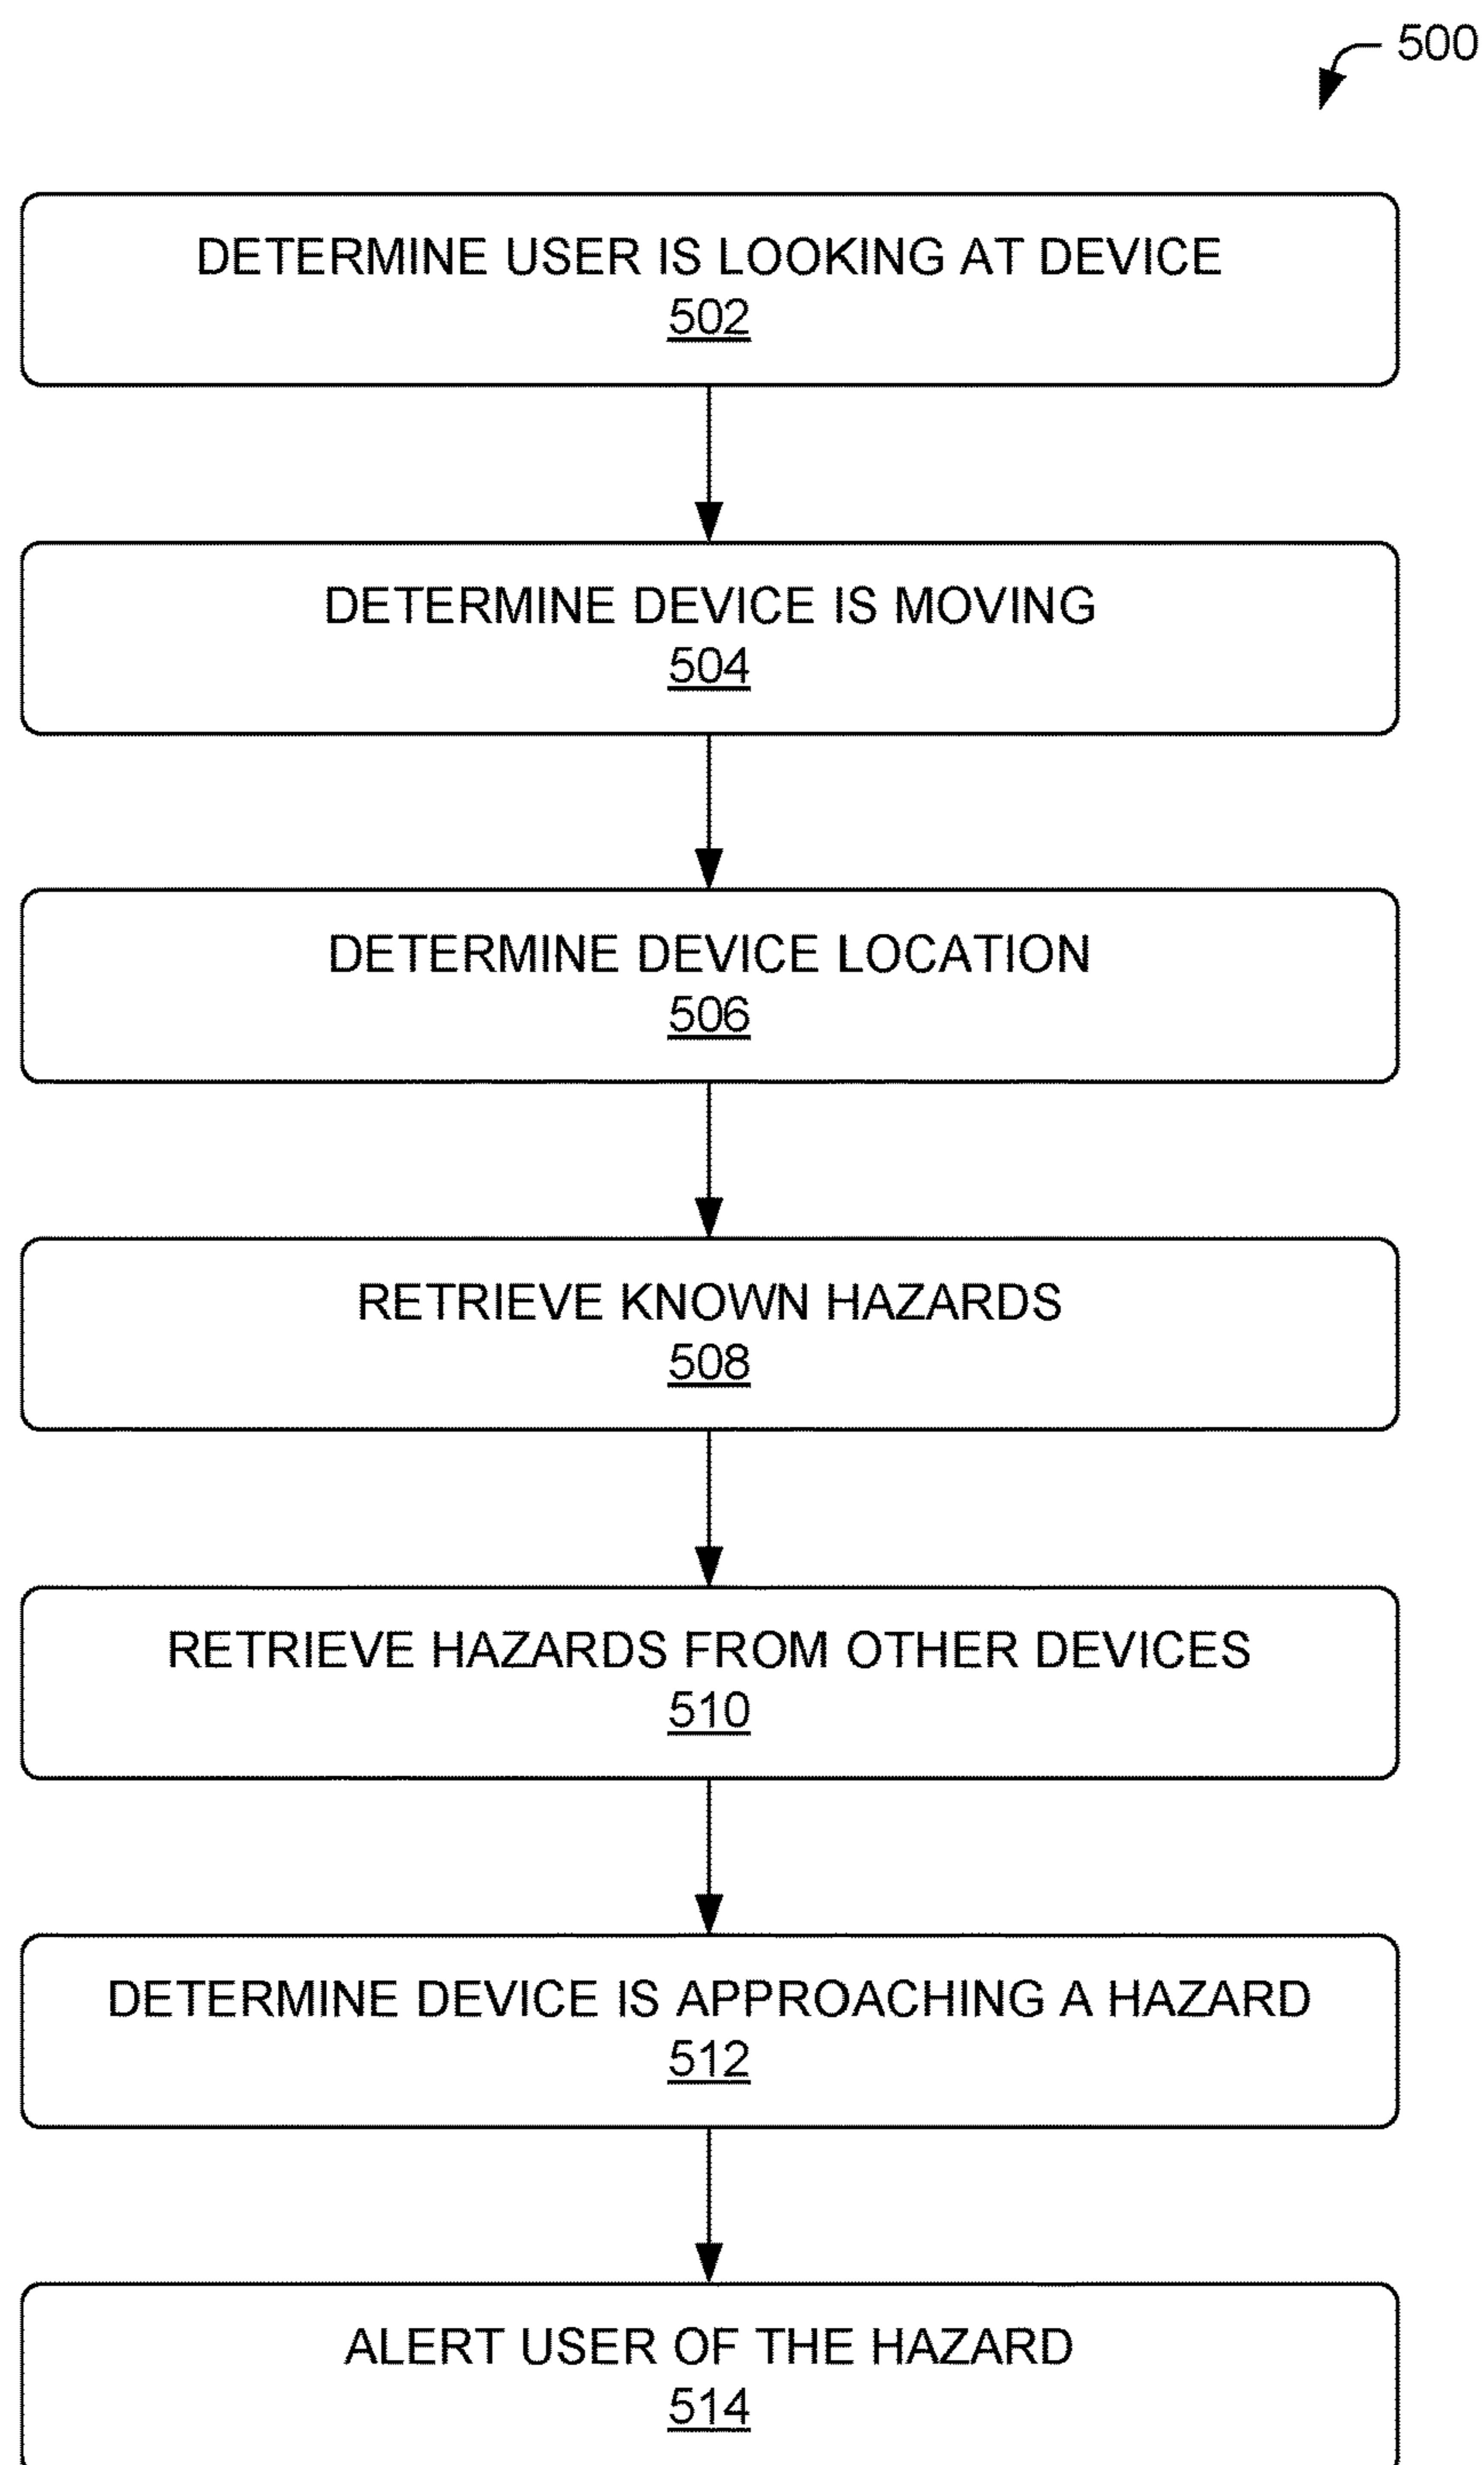 500
DETERMINE USER IS LOOKING AT DEVICE
502
DETERMINE DEVICE IS MOVING
504
DETERMINE DEVICE LOCATION
506
RETRIEVE KNOWN HAZARDS
508
RETRIEVE HAZARDS FROM OTHER DEVICES
510
DETERMINE DEVICE IS APPROACHING A HAZARD
512
ALERT USER OF THE HAZARD
514